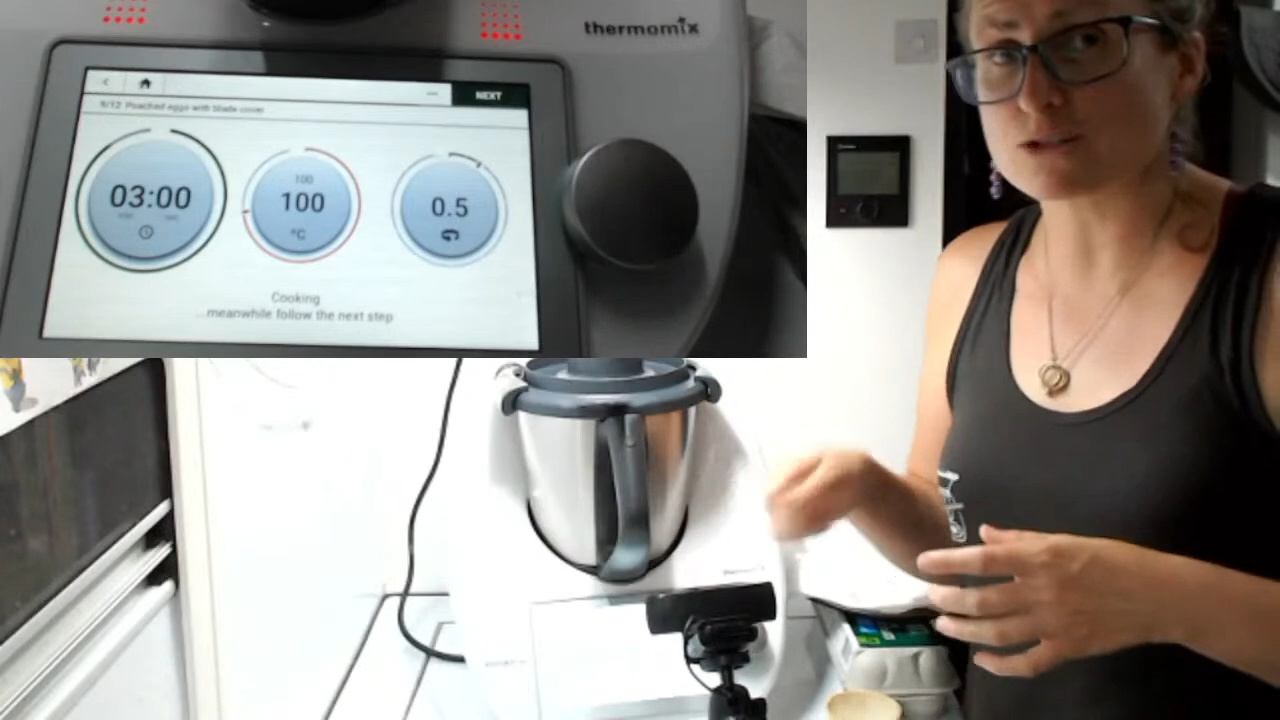 thermomix
NEXT
9/12 Poached eggs with blade cover
03:00
100
100
°C
0.5
Cooking
...meanwhile follow the next step